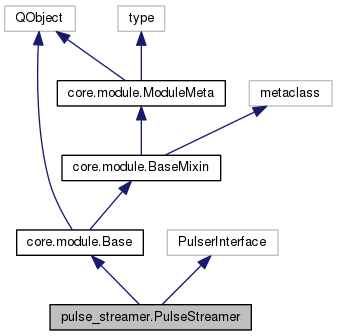 QObject
type
core.module.ModuleMeta
metaclass
core.module.BaseMixin
core.module.Base
PulserInterface
pulse_streamer.PulseStreamer